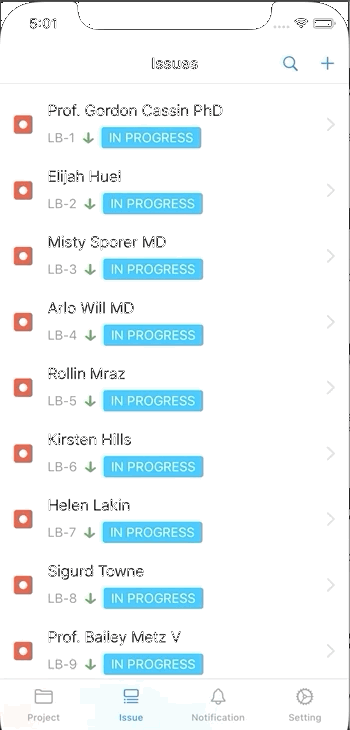 5:01
Issues
Prof. Gordon Cassin PhD
LB-1 IN PROGRESS
Elijah Huel
LB-2 IN PROGRESS
Misty Sporer MD
LB-3 IN PROGRESS
Arlo Will MD
LB-4 IN PROGRESS
Rollin Mraz
LB-5 IN PROGRESS
Kirsten Hills
LB-6 IN PROGRESS
Helen Lakin
LB-7 IN PROGRESS
Sigurd Towne
LB-8 IN PROGRESS
Prof. Bailey Metz V
LB-9 IN PROGRESS
Project Issue Notification Setting